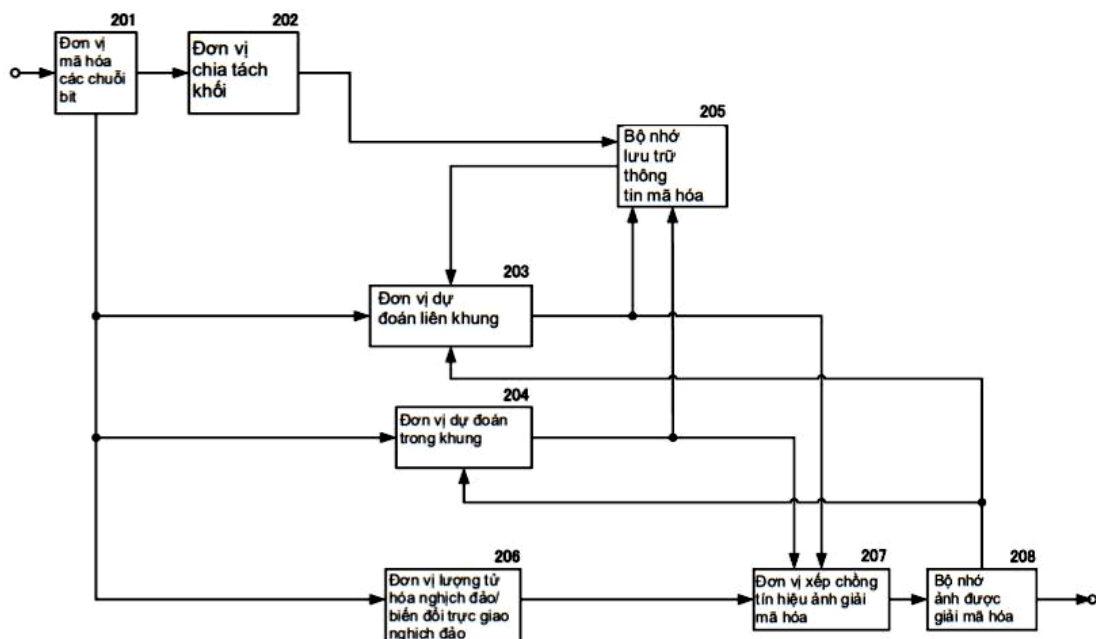 201
Đơn vị
mã hóa
các chuỗi
bit
202
Đơn vị
chia tách
khối
205
Bộ nhớ
lưu trữ
thông
tin mã hóa
203
Đơn vị dự
đoán liên khung
204
Đơn vị dự đoán
trong khung
206
Đơn vị lượng tử
hóa nghịch đảo/
biến đổi trực giao
nghịch đảo
207
Đơn vị xếp chồng
tín hiệu ảnh giải
mã hóa
208
Bộ nhớ
ảnh được
giải mã hóa